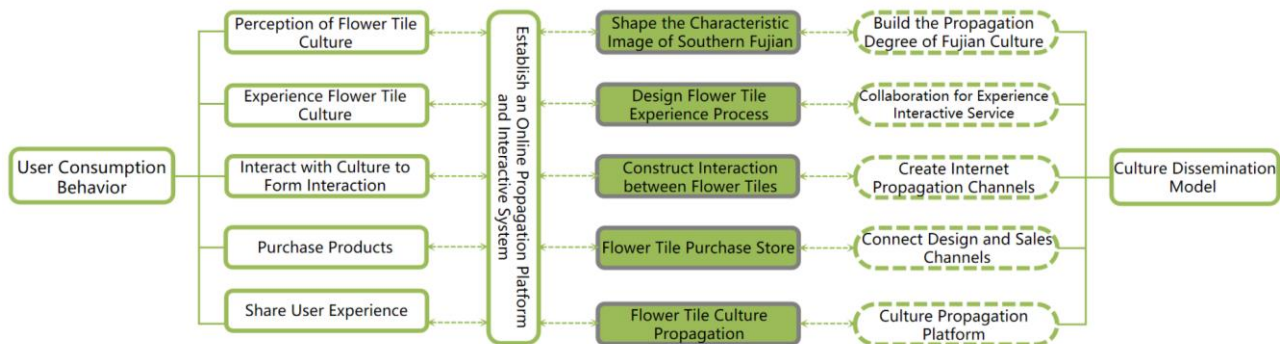 User Consumption
Behavior
Perception of Flower Tile
Culture
Experience Flower Tile
Culture
Interact with Culture to
Form Interaction
Purchase Products
Share User Experience
Establish an Online Propagation Platform
and Interactive System
Shape the Characteristic
Image of Southern Fujian
Design Flower Tile
Experience Process
Construct Interaction
between Flower Tiles
Flower Tile Purchase Store
Flower Tile Culture
Propagation
Build the Propagation
Degree of Fujian Culture
Collaboration for Experience
Interactive Service
Create Internet
Propagation Channels
Connect Design and Sales
Channels
Culture Propagation
Platform
Culture Dissemination
Model